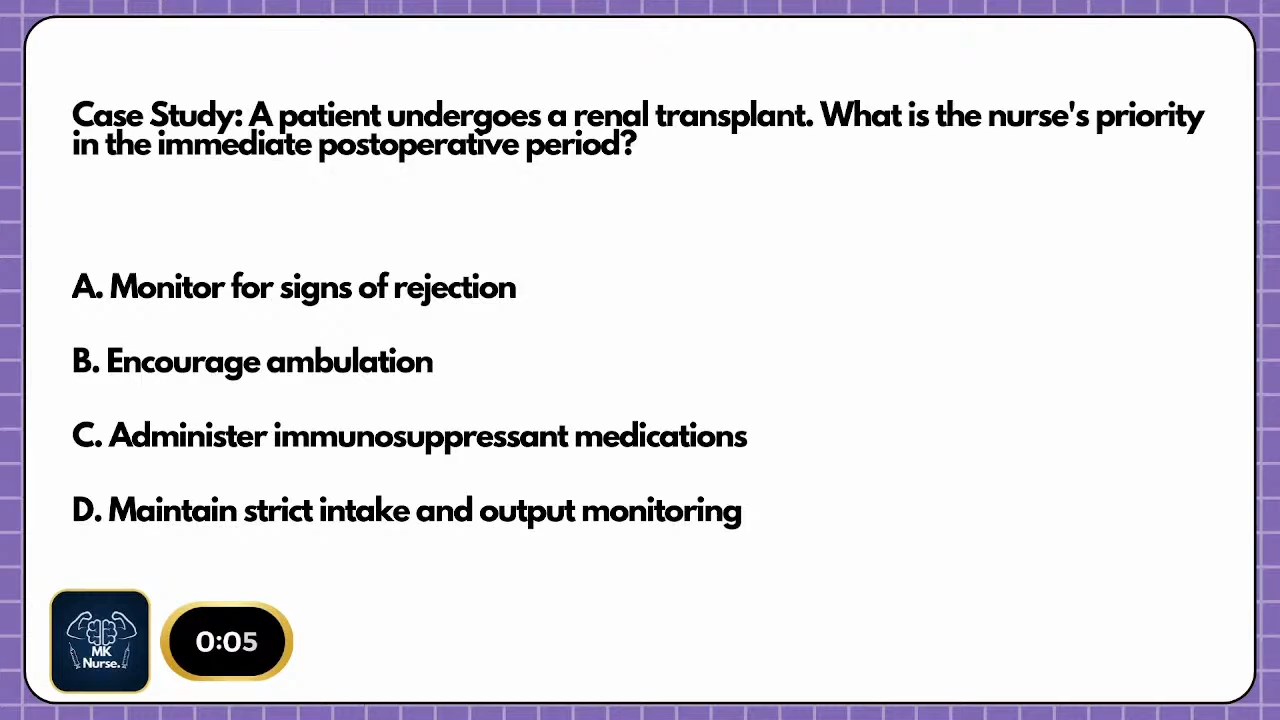 Case Study: A patient undergoes a renal transplant. What is the nurse's priority
in the immediate postoperative period?
A. Monitor for signs of rejection
B. Encourage ambulation
C. Administer immunosuppressant medications
D. Maintain strict intake and output monitoring
MK
Nurse.
0:05